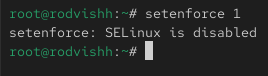 root@rodvishh:~# setenforce 1
setenforce: SELinux is disabled
root@rodvishh:~#